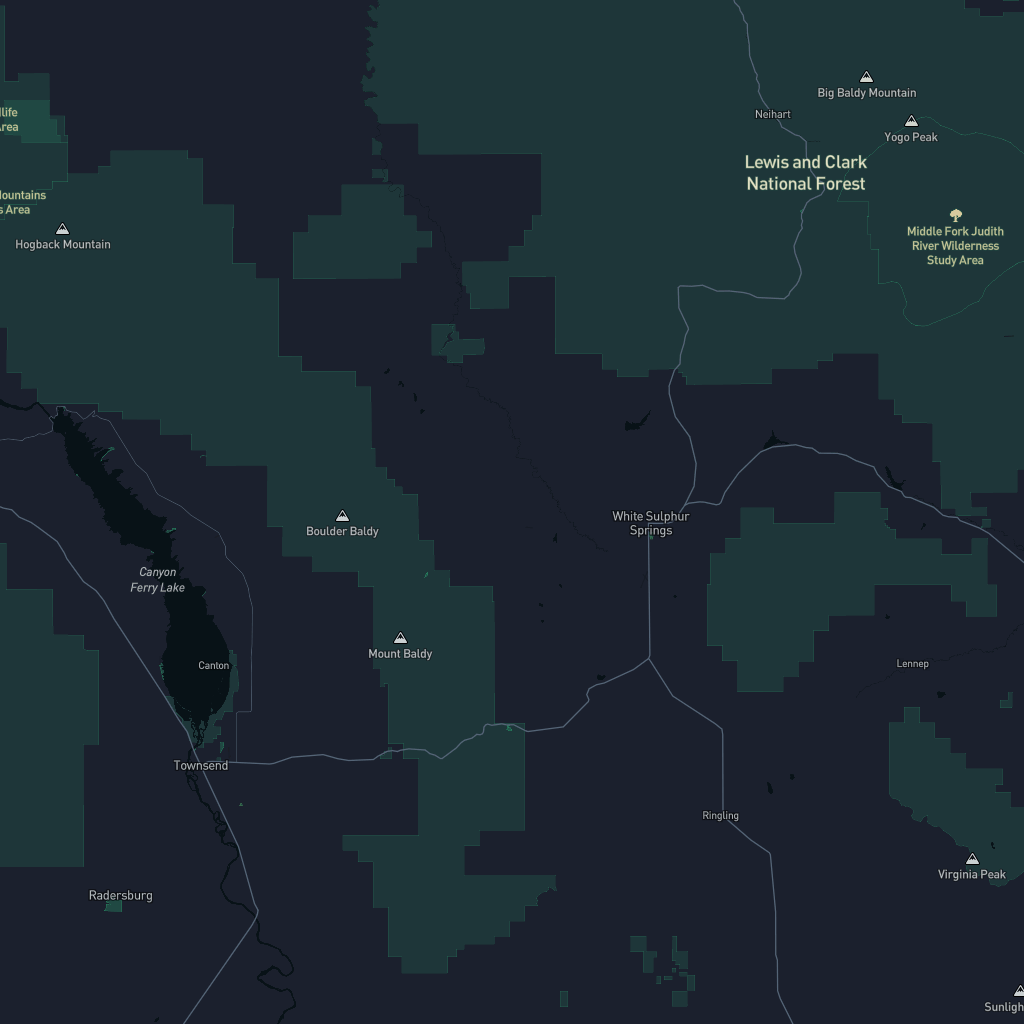 Big Baldy Mountain
Neihart
llife
Area
Yogo Peak
Lewis and Clark
National Forest
Mountains
s Area
Hogback Mountain
Middle Fork Judith
River Wilderness
Study Area
White Sulphur
Springs
Boulder Baldy
Canyon
Ferry Lake
Mount Baldy
Canton
Lennep
Townsend
Ringling
Virginia Peak
Radersburg
Sunligh